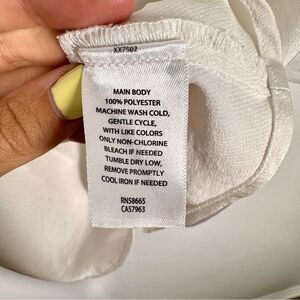 XX7502
MAIN BODY
100% POLYESTER
MACHINE WASH COLD,
GENTLE CYCLE,
WITH LIKE COLORS
ONLY NON-CHLORINE
BLEACH IF NEEDED
TUMBLE DRY LOW,
REMOVE PROMPTLY
COOL IRON IF NEEDED
RN58665
CA57963